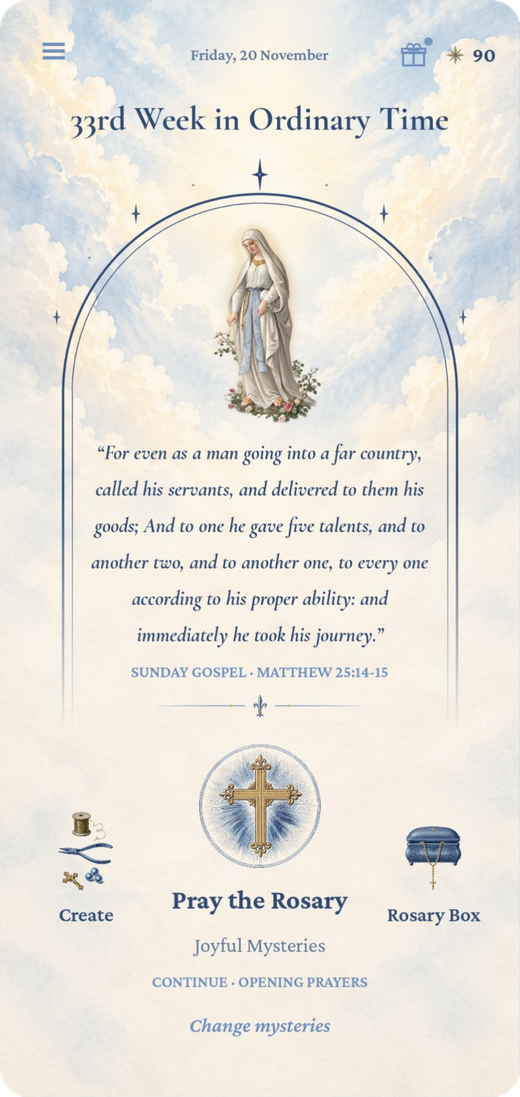 Friday, 20 November
90
33rd Week in Ordinary Time
“For even as a man going into a far country,
called his servants, and delivered to them his
goods; And to one he gave five talents, and to
another two, and to another one, to every one
according to his proper ability: and
immediately he took his journey.”
SUNDAY GOSPEL · MATTHEW 25:14-15
Create
Pray the Rosary
Rosary Box
Joyful Mysteries
CONTINUE · OPENING PRAYERS
Change mysteries